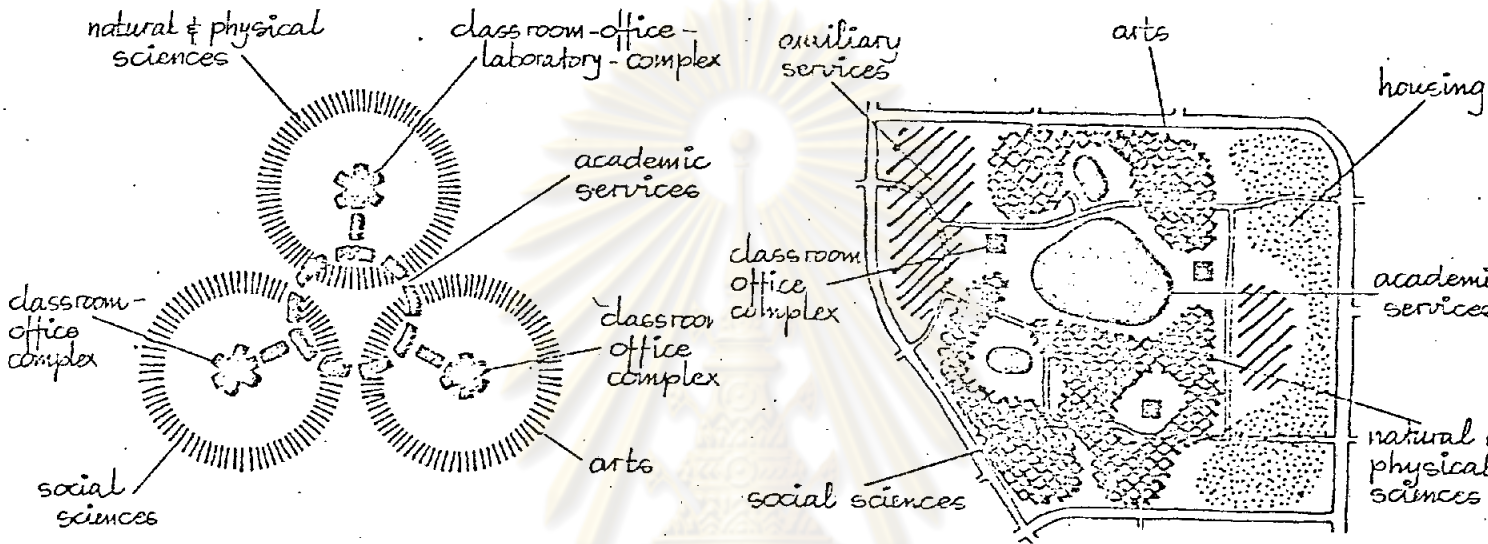 natural & physical
sciences
classroom-office-
laboratory-complex
academic
services
classroom-
office
complex
classroom
office
complex
social
sciences
arts
auxiliary
services
arts
housing
classroom
office
complex
academic
services
natural &
physical
sciences
social sciences